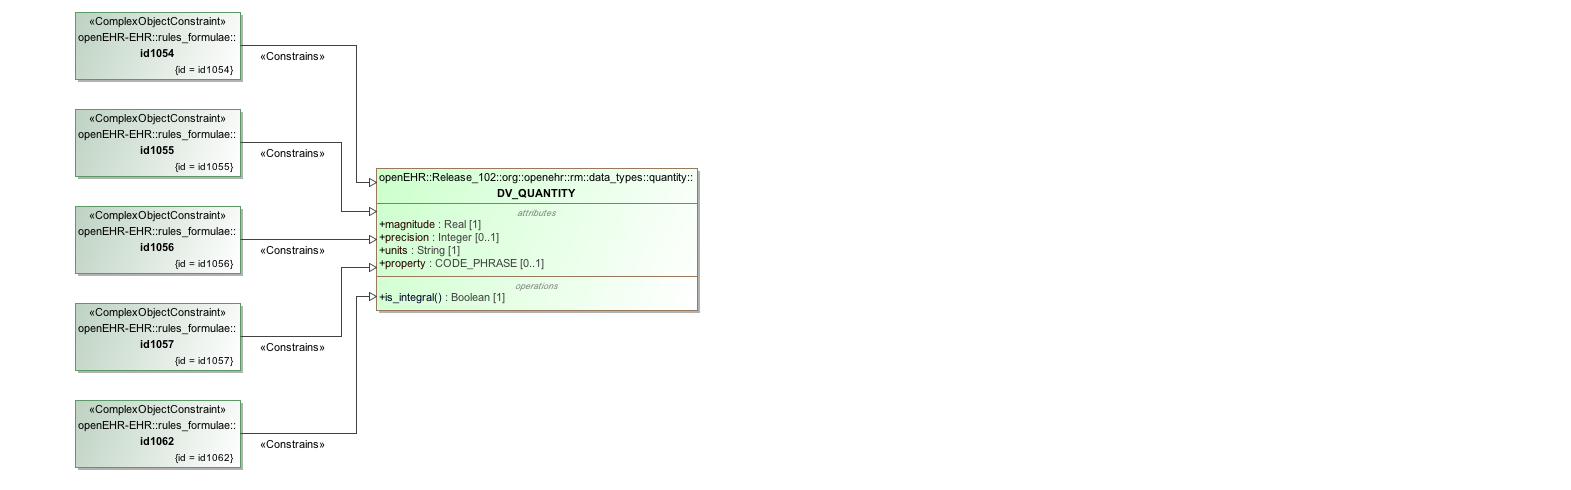 «ComplexObjectConstraint»
openEHR-EHR::rules_formulae::
id1054
{id = id1054}
«Constrains»
«ComplexObjectConstraint»
openEHR-EHR::rules_formulae::
id1055
{id = id1055}
«Constrains»
«ComplexObjectConstraint»
openEHR-EHR::rules_formulae::
id1056
{id = id1056}
«Constrains»
«ComplexObjectConstraint»
openEHR-EHR::rules_formulae::
id1057
{id = id1057}
«Constrains»
«ComplexObjectConstraint»
openEHR-EHR::rules_formulae::
id1062
{id = id1062}
«Constrains»
openEHR::Release_102::org::openehr::rm::data_types::quantity::
DV_QUANTITY
attributes
+magnitude : Real [1]
+precision : Integer [0..1]
+units : String [1]
+property : CODE_PHRASE [0..1]
operations
+is_integral() : Boolean [1]